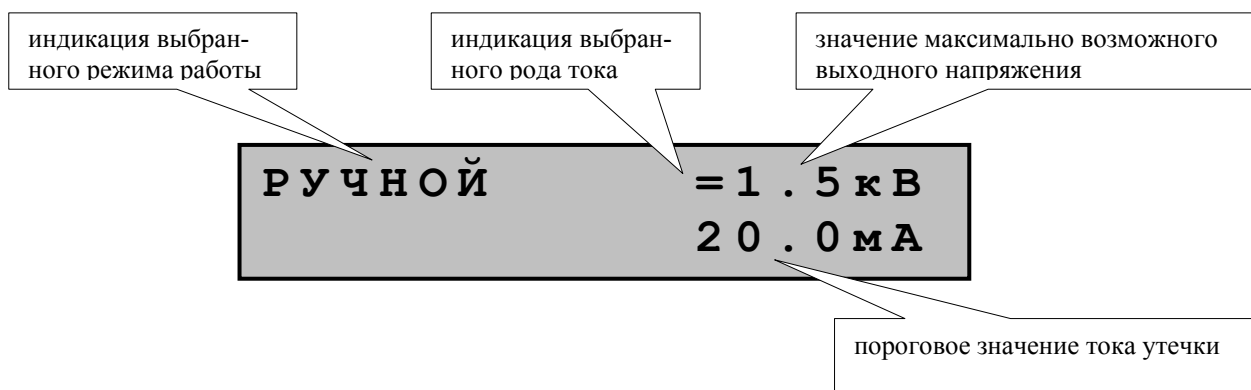 индикация выбран-
ного режима работы
индикация выбран-
ного рода тока
значение максимально возможного
выходного напряжения
РУЧНОЙ =1.5кВ
20.0мА
пороговое значение тока утечки